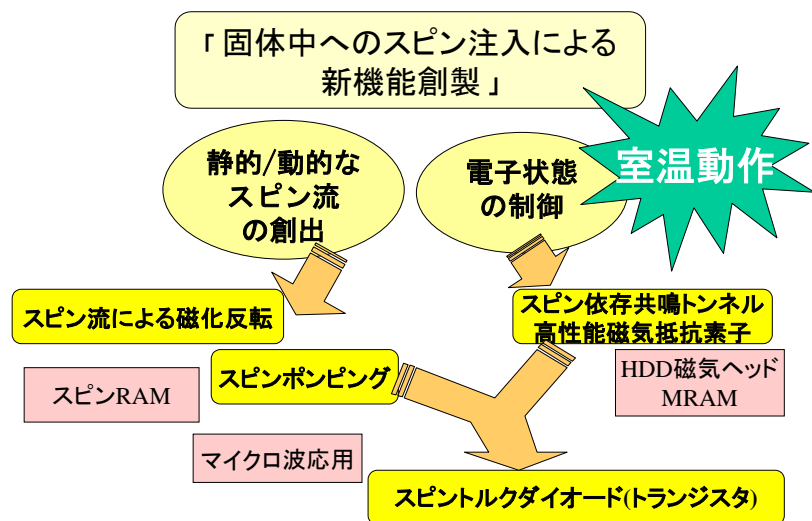 「固体中へのスピン注入による
新機能創製」
室温動作
静的/動的な
スピン流
の創出
電子状態
の制御
スピン流による磁化反転
スピン依存共鳴トンネル
高性能磁気抵抗素子
スピンポンピング
HDD磁気ヘッド
MRAM
スピンRAM
マイクロ波応用
スピントルクダイオード(トランジスタ)